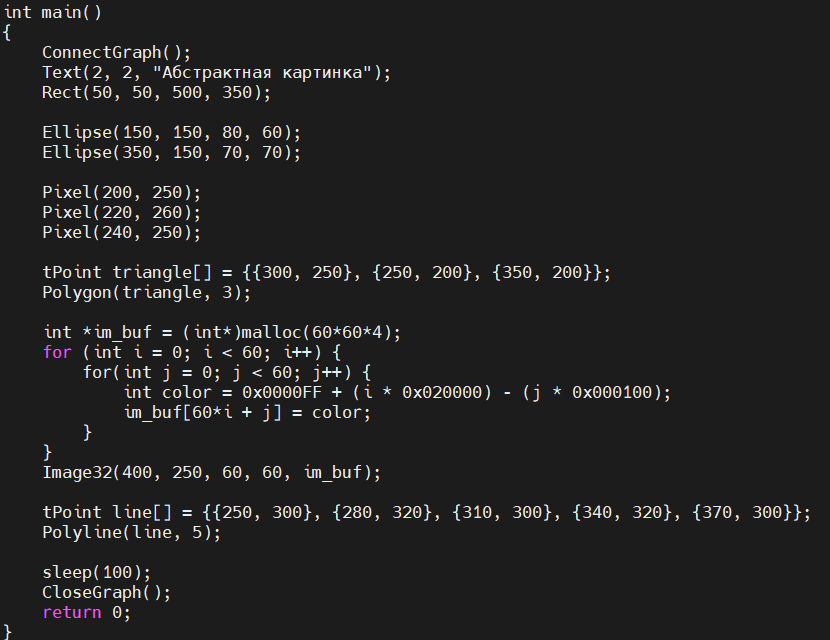 int main()
{
    ConnectGraph();
    Text(2, 2, "Абстрактная картинка");
    Rect(50, 50, 500, 350);

    Ellipse(150, 150, 80, 60);
    Ellipse(350, 150, 70, 70);

    Pixel(200, 250);
    Pixel(220, 260);
    Pixel(240, 250);

    tPoint triangle[] = {{300, 250}, {250, 200}, {350, 200}};
    Polygon(triangle, 3);

    int *im_buf = (int*)malloc(60*60*4);
    for (int i = 0; i < 60; i++) {
        for(int j = 0; j < 60; j++) {
            int color = 0x0000FF + (i * 0x020000) - (j * 0x000100);
            im_buf[60*i + j] = color;
        }
    }
    Image32(400, 250, 60, 60, im_buf);

    tPoint line[] = {{250, 300}, {280, 320}, {310, 300}, {340, 320}, {370, 300}};
    Polyline(line, 5);

    sleep(100);
    CloseGraph();
    return 0;
}